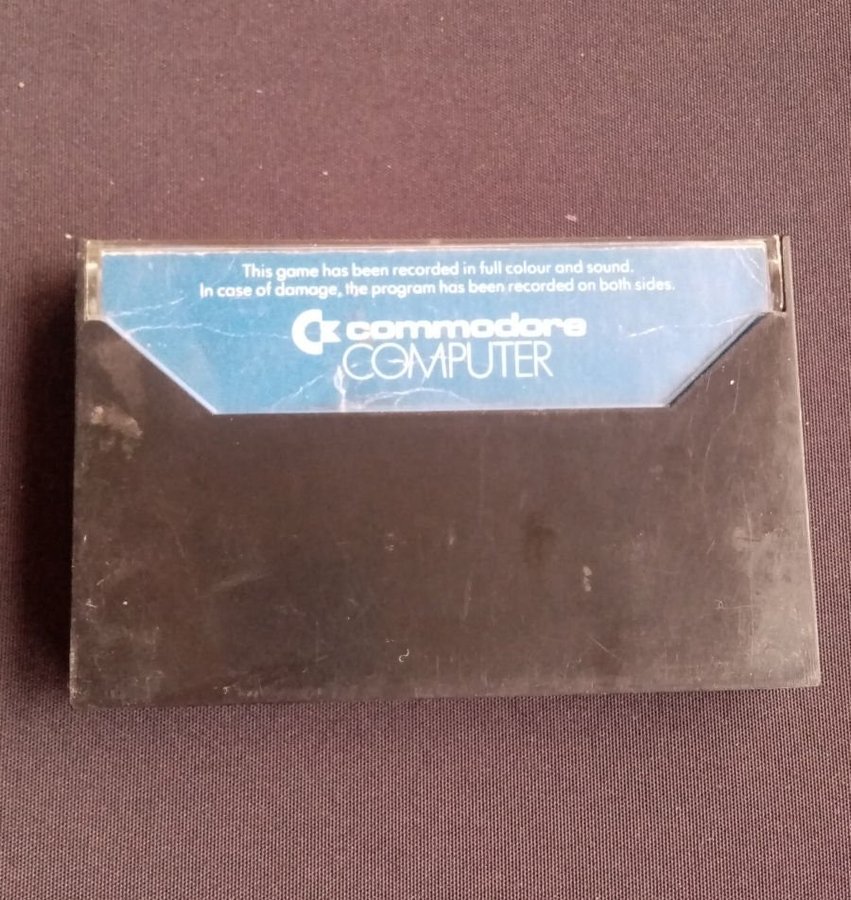 This game has been recorded in full colour and sound.
In case of damage, the program has been recorded on both sides.
commodore
COMPUTER